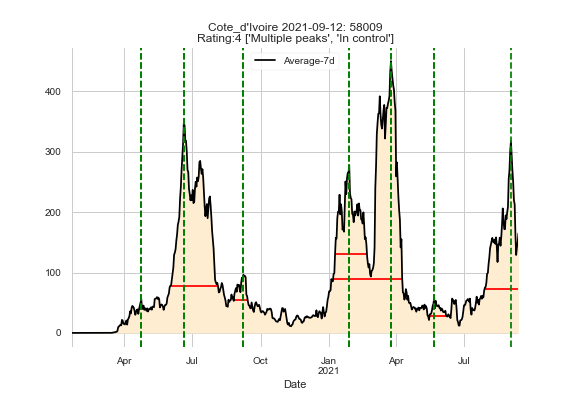 Cote_d'Ivoire 2021-09-12: 58009
Rating:4 ['Multiple peaks', 'In control']
Average-7d
400
300
200
100
0
Apr Jul Oct Jan Apr Jul
2021
Date